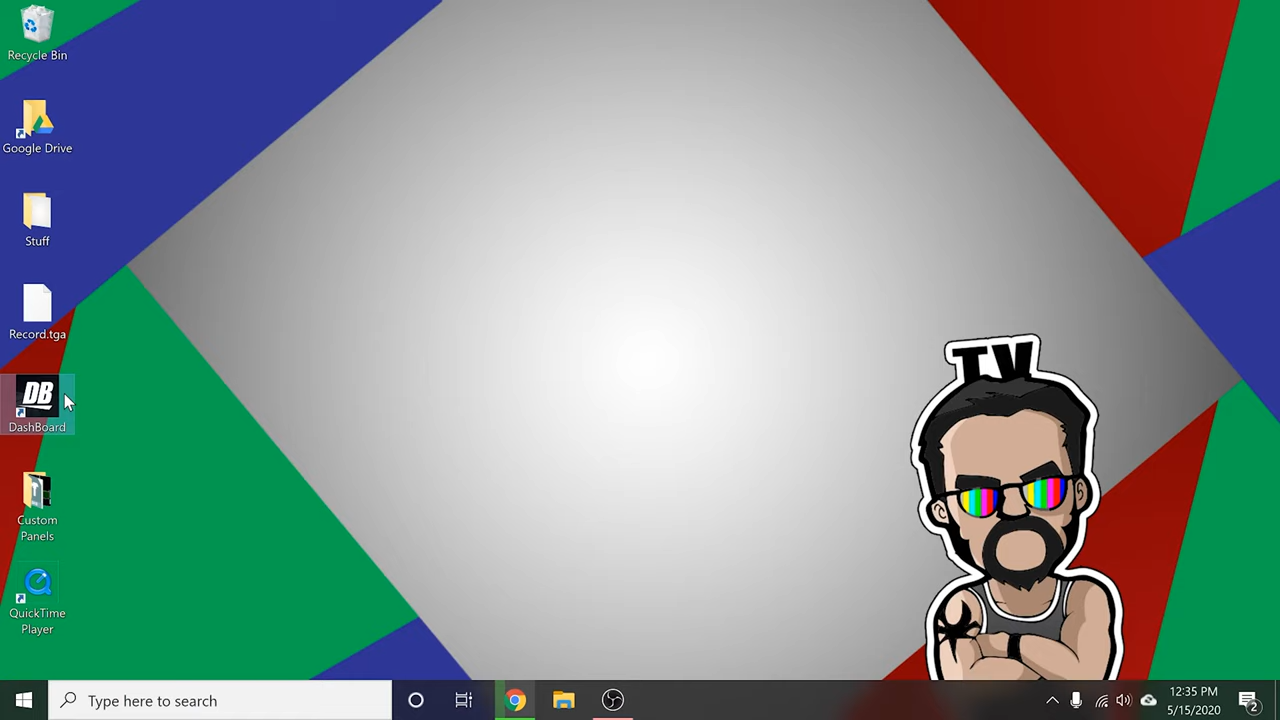 Recycle Bin
Google Drive
Stuff
Record.tga
DB
DashBoard
Custom
Panels
QuickTime
Player
TV
Type here to search
12:35 PM
5/15/2020
2